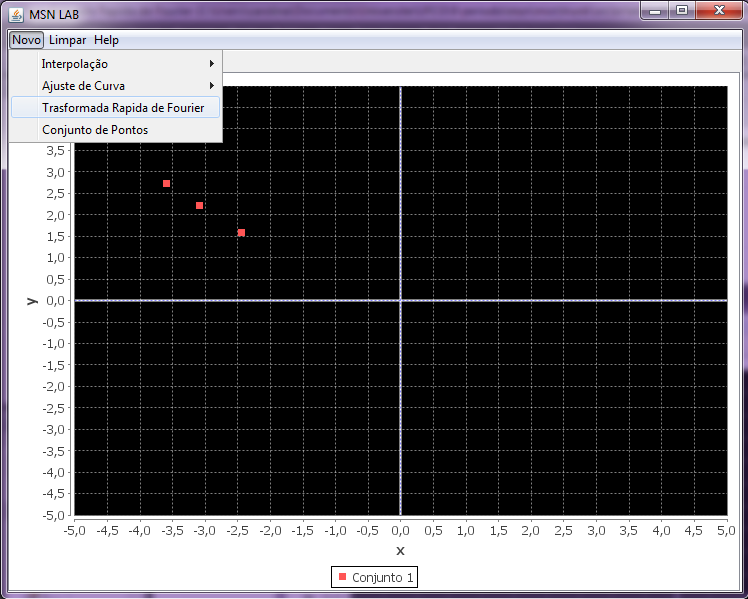 MSN LAB
Novo Limpar Help
Interpolação
Ajuste de Curva
Trasformada Rapida de Fourier
Conjunto de Pontos
3,5
3,0
2,5
2,0
1,5
1,0
0,5
0,0
-0,5
-1,0
-1,5
-2,0
-2,5
-3,0
-3,5
-4,0
-4,5
-5,0
y
-5,0 -4,5 -4,0 -3,5 -3,0 -2,5 -2,0 -1,5 -1,0 -0,5 0,0 0,5 1,0 1,5 2,0 2,5 3,0 3,5 4,0 4,5 5,0
x
Conjunto 1